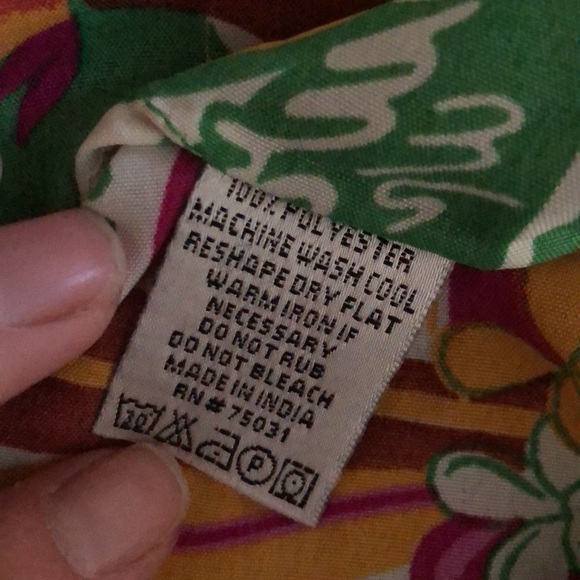 100% POLYESTER
MACHINE WASH COOL
RESHAPE DRY FLAT
WARM IRON IF
NECESSARY
DO NOT RUB
DO NOT BLEACH
MADE IN INDIA
RN # 75031
30 P